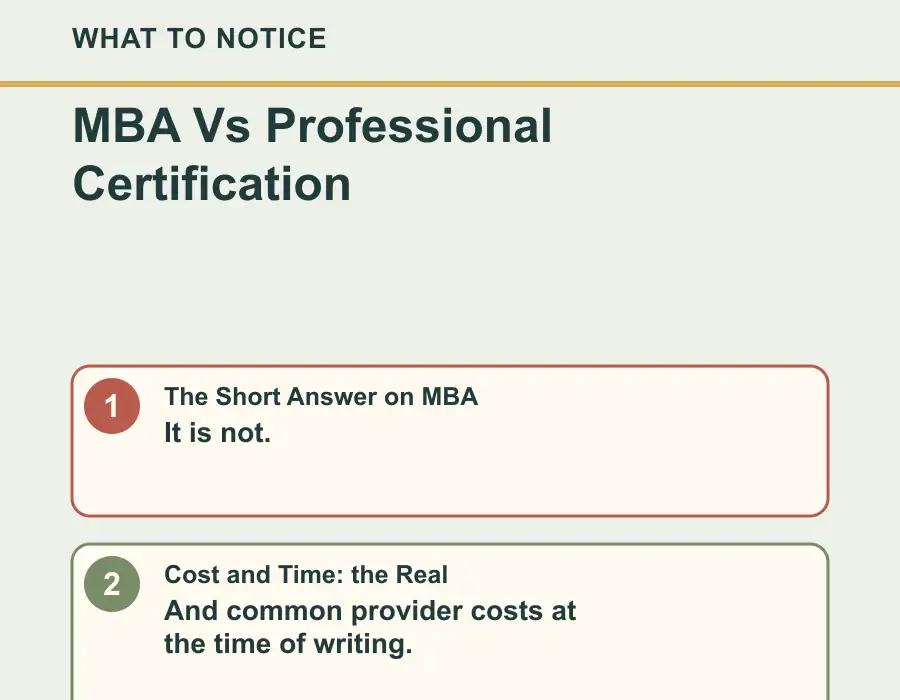 WHAT TO NOTICE
MBA Vs Professional
Certification
1
The Short Answer on MBA
It is not.
2
Cost and Time: the Real
And common provider costs at
the time of writing.